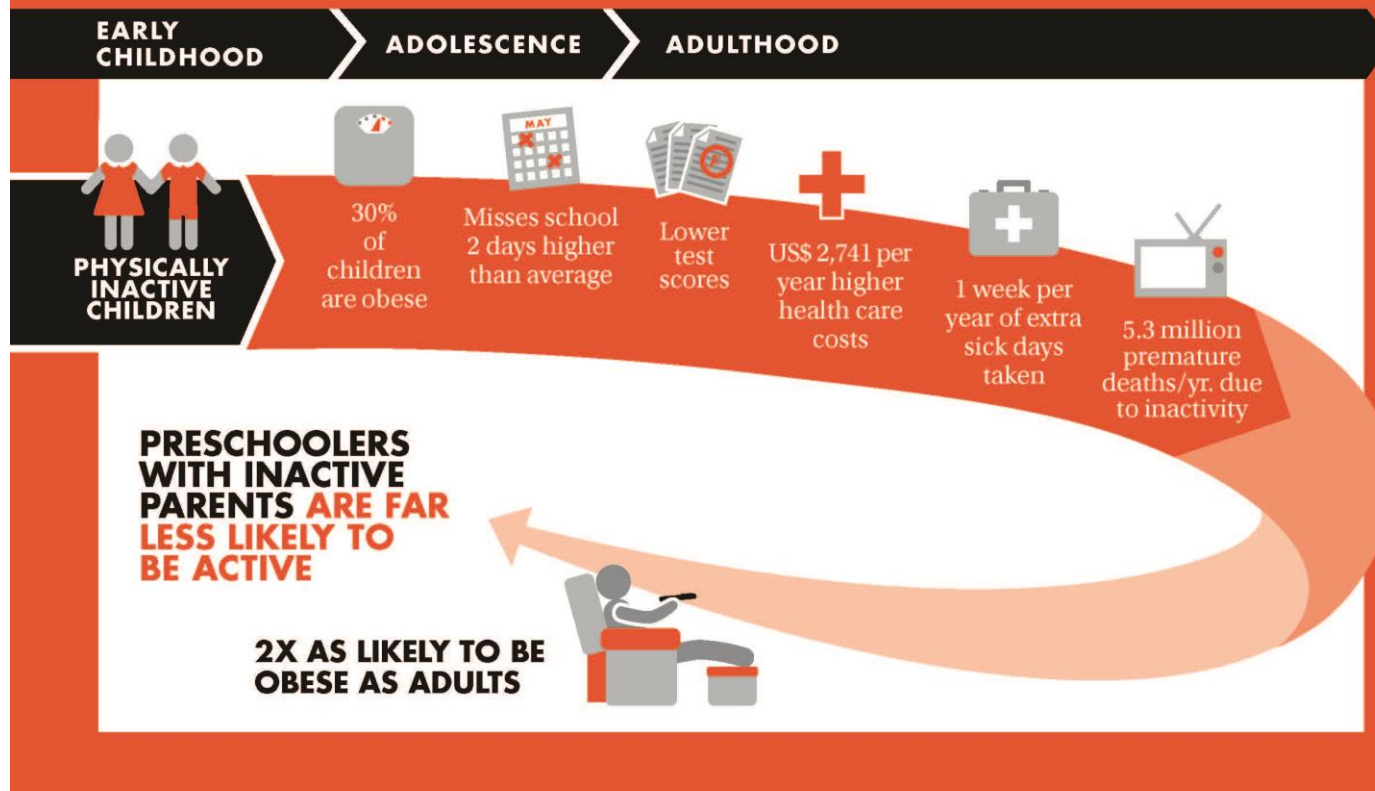 EARLY
CHILDHOOD
ADOLESCENCE
ADULTHOOD
PHYSICALLY
INACTIVE
CHILDREN
30%
of
children
are obese
MAY
Misses school
2 days higher
than average
F
Lower
test
scores
US$ 2,741 per
year higher
health care
costs
1 week per
year of extra
sick days
taken
5.3 million
premature
deaths/yr. due
to inactivity
PRESCHOOLERS
WITH INACTIVE
PARENTS ARE FAR
LESS LIKELY TO
BE ACTIVE
2X AS LIKELY TO BE
OBESE AS ADULTS